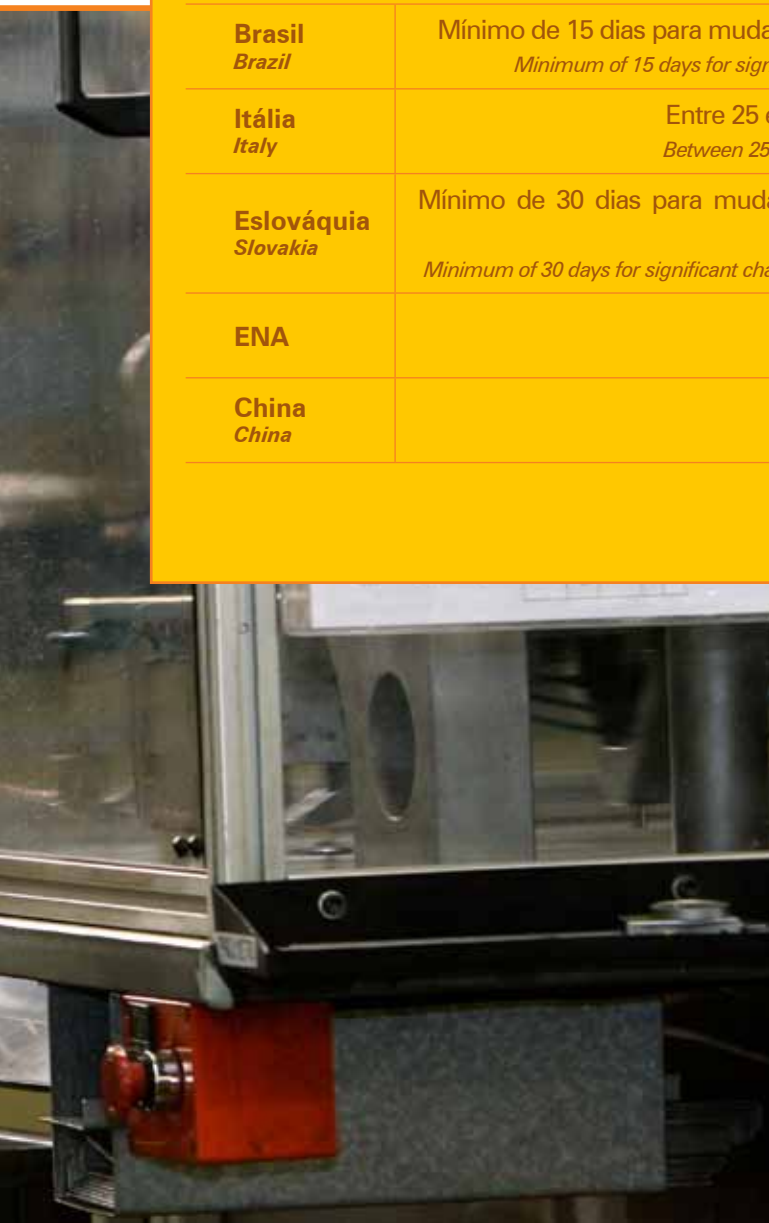 Brasil
Brazil
Mínimo de 15 dias para muda
Minimum of 15 days for sign
Itália
Italy
Entre 25 e
Between 25
Eslováquia
Slovakia
Mínimo de 30 dias para muda
Minimum of 30 days for significant cha
ENA
China
China